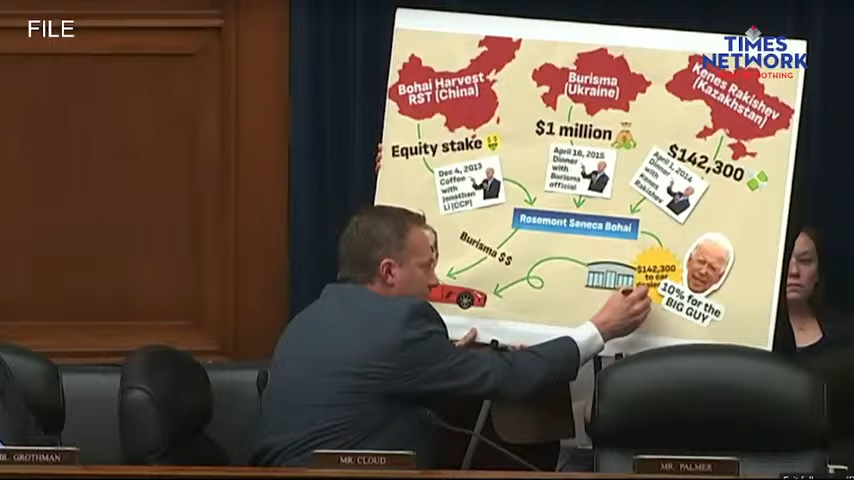 FILE
TIMES
NETWORK
NOTHING
Bohai Harvest
RST (China)
Burisma
(Ukraine)
Kenes Rakishev
(Kazakhstan)
Equity stake
$1 million
$142,300
Dec 4, 2013
Coffee
with
Jonathan
Li (CCP)
April 16, 2015
Dinner
with
Burisma
official
April 1, 2014
Dinner
with
Kenes
Rakishev
Rosemont Seneca Bohai
Burisma $$
$142,300
to car
10% for the
BIG GUY
MR. GROTHMAN
MR. CLOUD
MR. PALMER